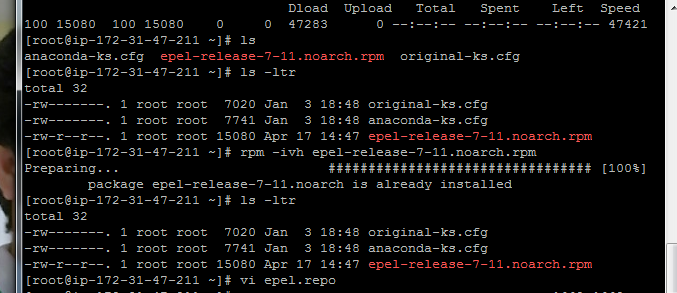 Dload Upload Total Spent Left Speed
100 15080 100 15080 0 0 47283 0 --:--:-- --:--:-- --:--:-- 47421
[root@ip-172-31-47-211 ~]# ls
anaconda-ks.cfg epel-release-7-11.noarch.rpm original-ks.cfg
[root@ip-172-31-47-211 ~]# ls -ltr
total 32
-rw-------. 1 root root 7020 Jan 3 18:48 original-ks.cfg
-rw-------. 1 root root 7741 Jan 3 18:48 anaconda-ks.cfg
-rw-r--r--. 1 root root 15080 Apr 17 14:47 epel-release-7-11.noarch.rpm
[root@ip-172-31-47-211 ~]# rpm -ivh epel-release-7-11.noarch.rpm
Preparing... ################################# [100%]
package epel-release-7-11.noarch is already installed
[root@ip-172-31-47-211 ~]# ls -ltr
total 32
-rw-------. 1 root root 7020 Jan 3 18:48 original-ks.cfg
-rw-------. 1 root root 7741 Jan 3 18:48 anaconda-ks.cfg
-rw-r--r--. 1 root root 15080 Apr 17 14:47 epel-release-7-11.noarch.rpm
[root@ip-172-31-47-211 ~]# vi epel.repo